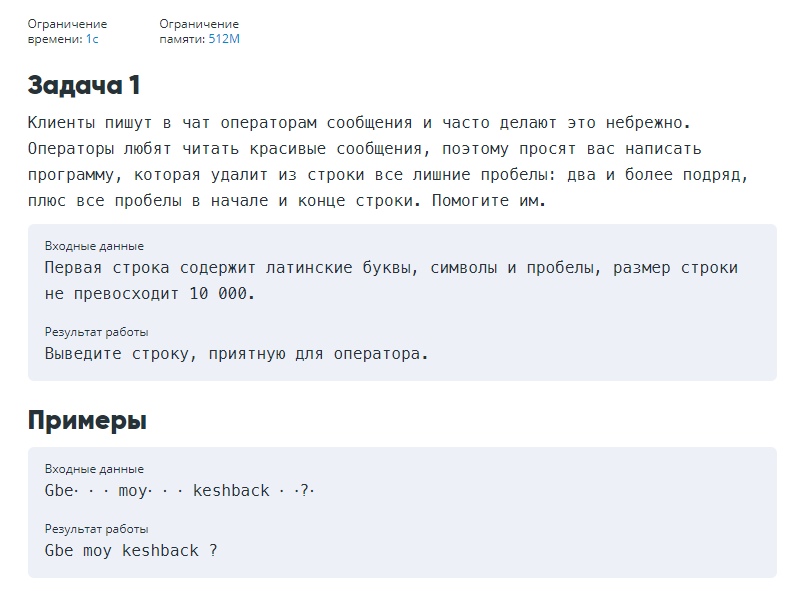 Ограничение
времени: 1с
Ограничение
памяти: 512M
Задача 1
Клиенты пишут в чат операторам сообщения и часто делают это небрежно.
Операторы любят читать красивые сообщения, поэтому просят вас написать
программу, которая удалит из строки все лишние пробелы: два и более подряд,
плюс все пробелы в начале и конце строки. Помогите им.
Входные данные
Первая строка содержит латинские буквы, символы и пробелы, размер строки
не превосходит 10 000.
Результат работы
Выведите строку, приятную для оператора.
Примеры
Входные данные
Gbe· · · moy· · · keshback · ·?·
Результат работы
Gbe moy keshback ?